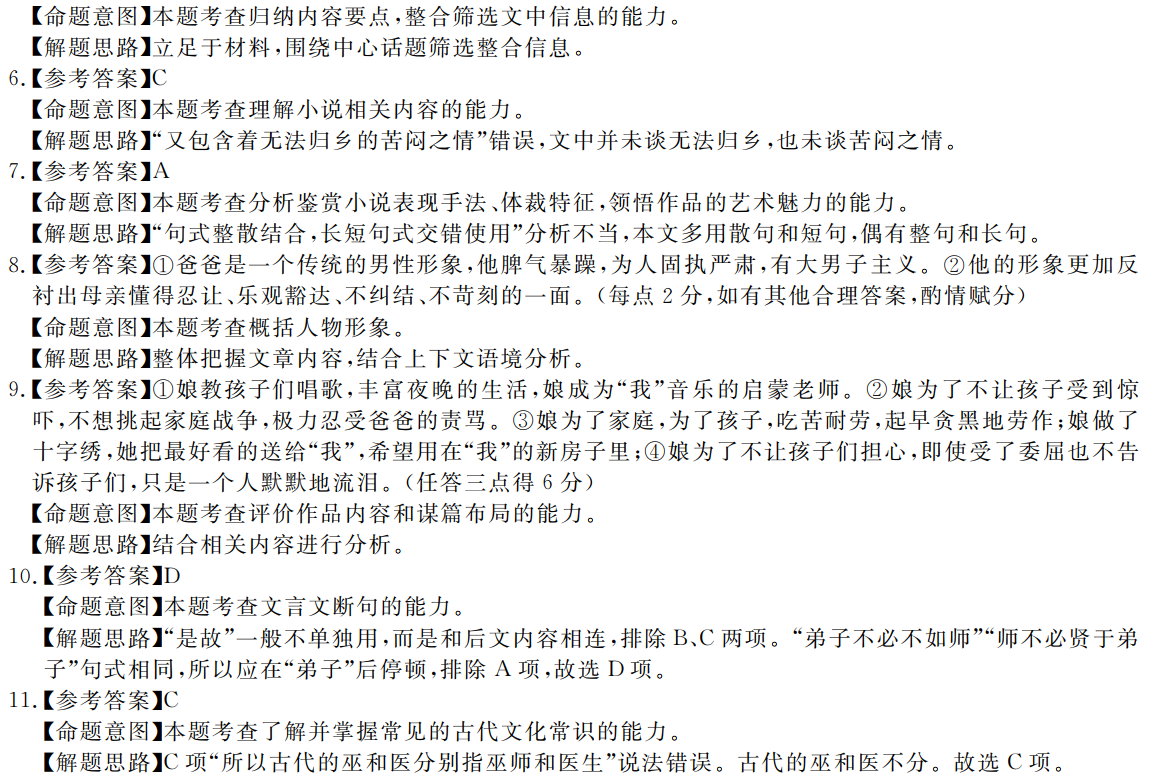 【命题意图】本题考查归纳内容要点,整合筛选文中信息的能力。
【解题思路】立足于材料,围绕中心话题筛选整合信息。
6.【参考答案】C
【命题意图】本题考查理解小说相关内容的能力。
【解题思路】“又包含着无法归乡的苦闷之情”错误,文中并未谈无法归乡,也未谈苦闷之情。
7.【参考答案】A
【命题意图】本题考查分析鉴赏小说表现手法、体裁特征,领悟作品的艺术魅力的能力。
【解题思路】“句式整散结合,长短句式交错使用”分析不当,本文多用散句和短句,偶有整句和长句。
8.【参考答案】①爸爸是一个传统的男性形象,他脾气暴躁,为人固执严肃,有大男子主义。②他的形象更加反
衬出母亲懂得忍让、乐观豁达、不纠结、不苛刻的一面。(每点 2 分,如有其他合理答案,酌情赋分)
【命题意图】本题考查概括人物形象。
【解题思路】整体把握文章内容,结合上下文语境分析。
9.【参考答案】①娘教孩子们唱歌,丰富夜晚的生活,娘成为“我”音乐的启蒙老师。②娘为了不让孩子受到惊
吓,不想挑起家庭战争,极力忍受爸爸的责骂。③娘为了家庭,为了孩子,吃苦耐劳,起早贪黑地劳作;娘做了
十字绣,她把最好看的送给“我”,希望用在“我”的新房子里;④娘为了不让孩子们担心,即使受了委屈也不告
诉孩子们,只是一个人默默地流泪。(任答三点得 6 分)
【命题意图】本题考查评价作品内容和谋篇布局的能力。
【解题思路】结合相关内容进行分析。
10.【参考答案】D
【命题意图】本题考查文言文断句的能力。
【解题思路】“是故”一般不单独用,而是和后文内容相连,排除 B、C 两项。“弟子不必不如师”“师不必贤于弟
子”句式相同,所以应在“弟子”后停顿,排除 A 项,故选 D 项。
11.【参考答案】C
【命题意图】本题考查了解并掌握常见的古代文化常识的能力。
【解题思路】C 项“所以古代的巫和医分别指巫师和医生”说法错误。古代的巫和医不分。故选 C 项。